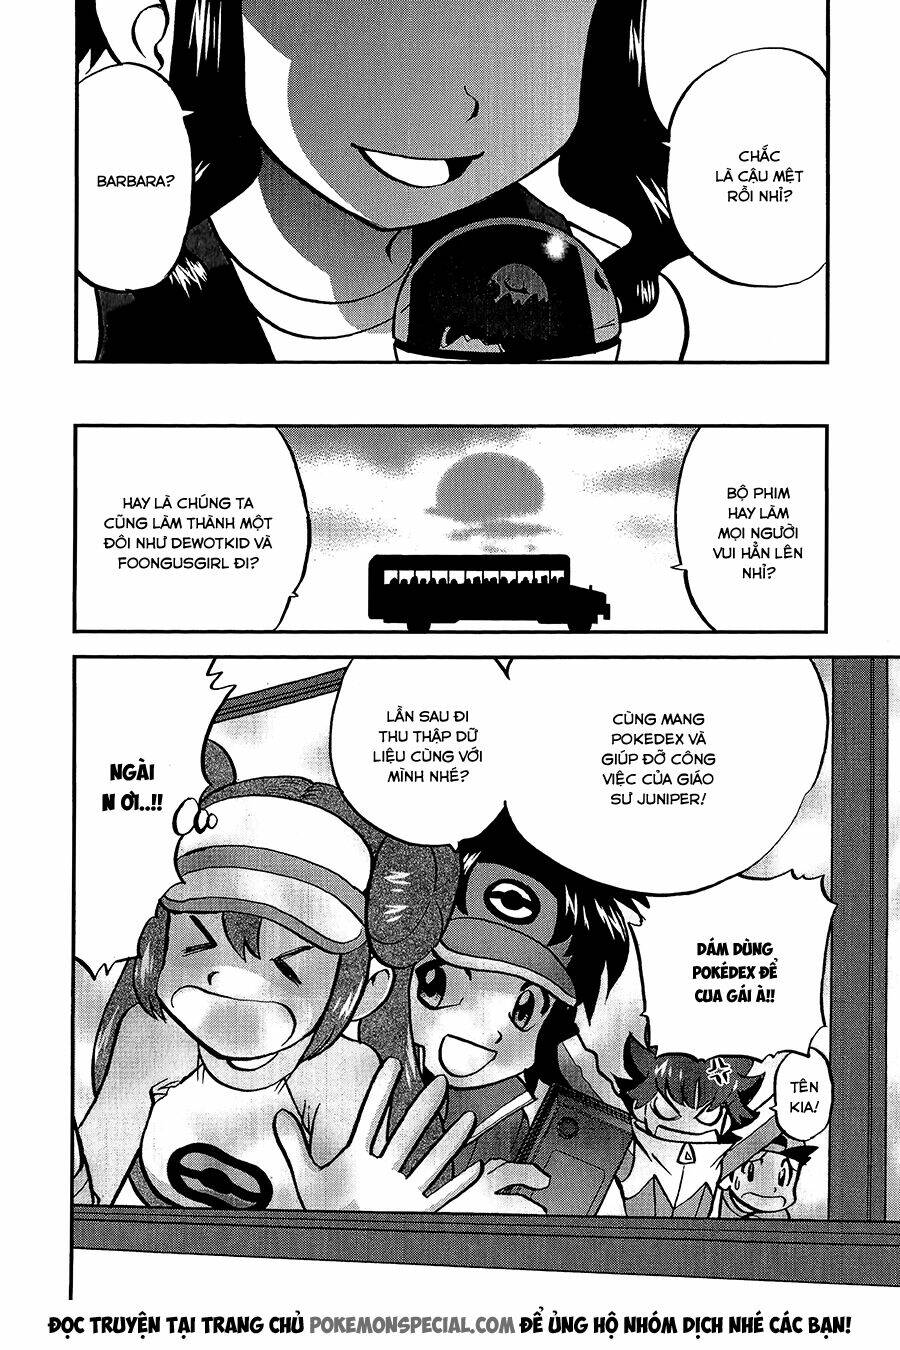 CHẮC
LÀ CẬU MỆT
RỒI NHỈ?
BARBARA?
BỘ PHIM
HAY LÀM
MỌI NGƯỜI
VUI HẲN LÊN
NHỈ?
HAY LÀ CHÚNG TA
CŨNG LÀM THÀNH MỘT
ĐÔI NHƯ DEWOTKID VÀ
FOONGUSGIRL ĐI?
CÙNG MANG
POKEDEX VÀ
GIÚP ĐỠ CÔNG
VIỆC CỦA GIÁO
SƯ JUNIPER!
LẦN SAU ĐI
THU THẬP DỮ
LIỆU CÙNG VỚI
MÌNH NHÉ?
NGÀI
N ƠI..!!
DÁM DÙNG
POKÉDEX ĐỂ
CUA GÁI À!!
TÊN
KIA!
ĐỌC TRUYỆN TẠI TRANG CHỦ POKEMONSPECIAL.COM ĐỂ ỦNG HỘ NHÓM DỊCH NHÉ CÁC BẠN!